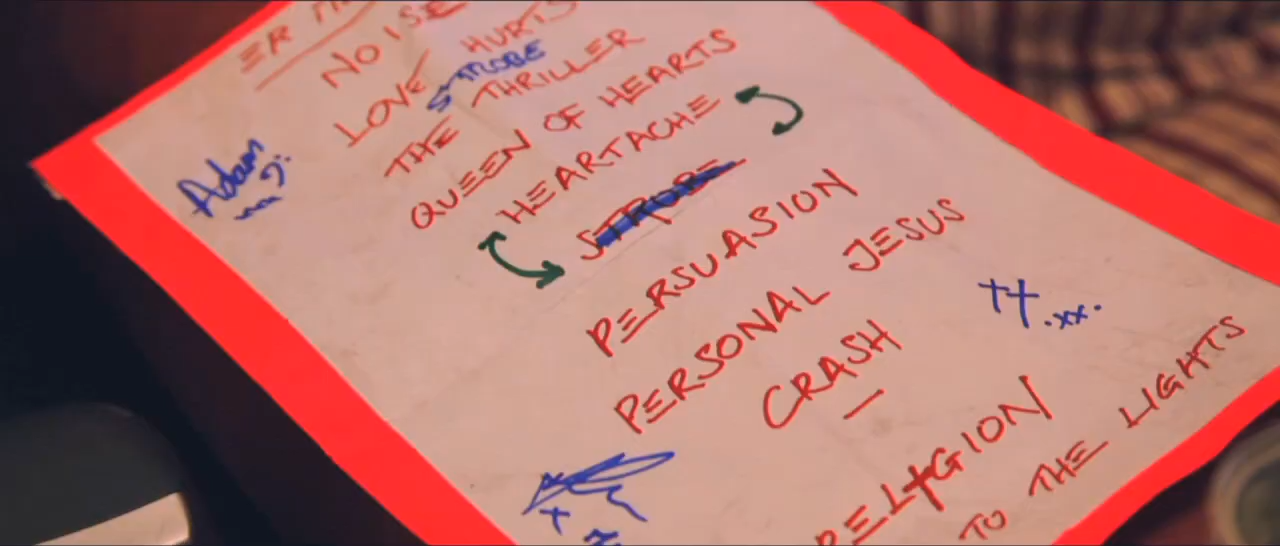 NOISE
LOVE HURTS
STROBE
THE THRILLER
QUEEN OF HEARTS
HEARTACHE
Adam
STROBE
PERSUASION
PERSONAL JESUS
CRASH
.xx.
RELIGION
TO THE LIGHTS